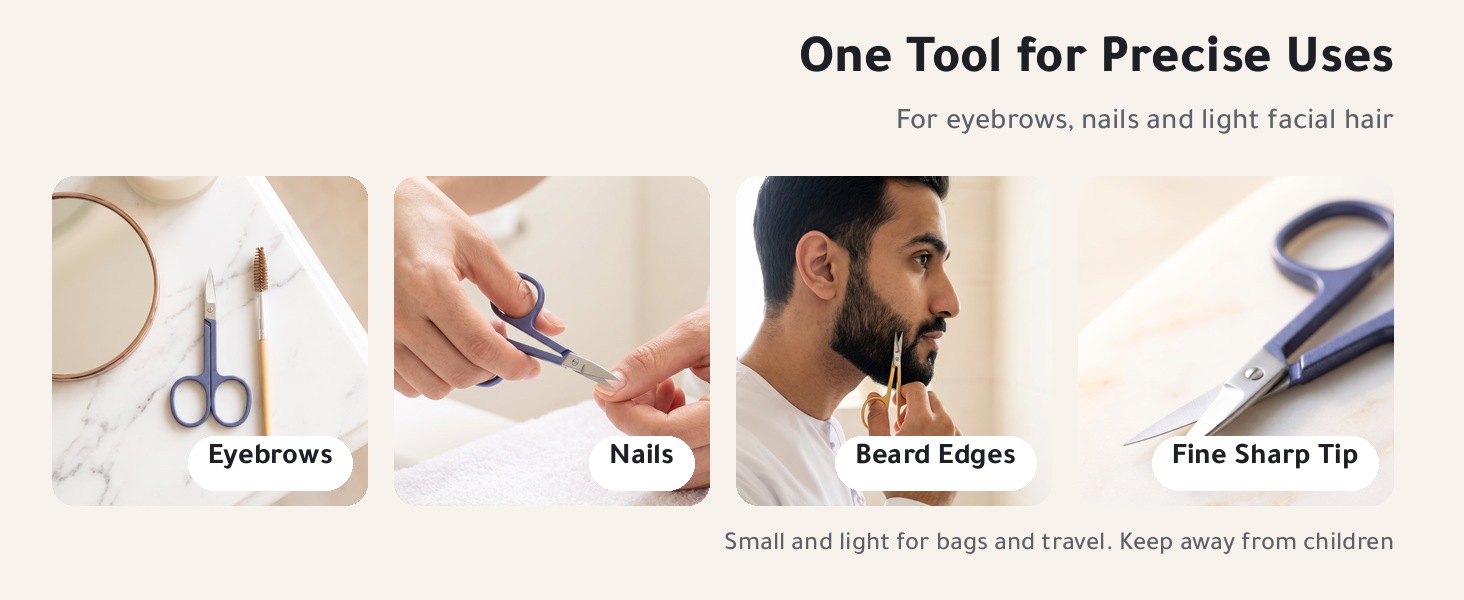 One Tool for Precise Uses
For eyebrows, nails and light facial hair
Eyebrows
Nails
Beard Edges
Fine Sharp Tip
Small and light for bags and travel. Keep away from children